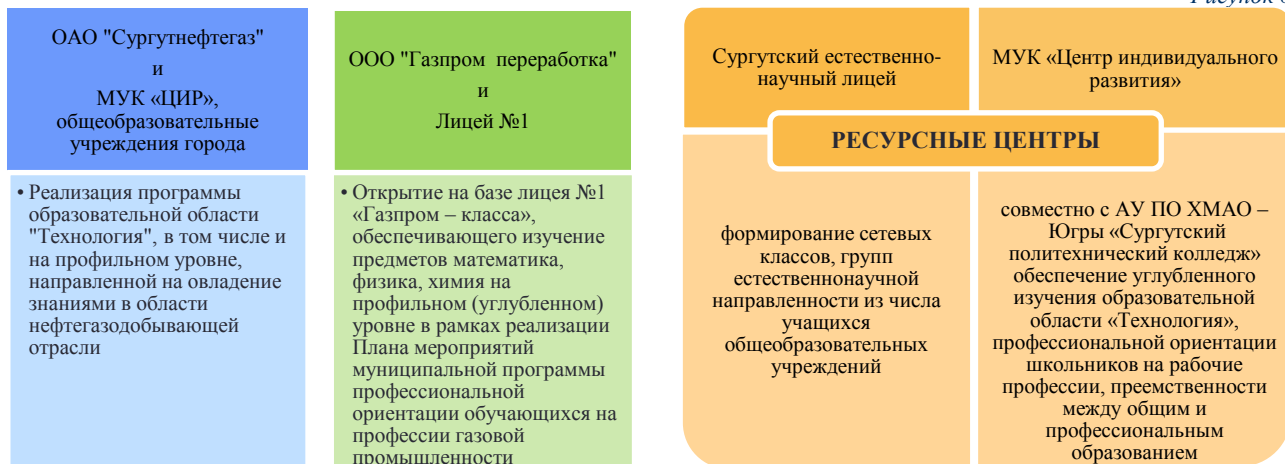 Рисунок
ОАО "Сургутнефтегаз"
и
МУК «ЦИР»,
общеобразовательные
учреждения города
• Реализация программы
образовательной области
"Технология", в том числе и
на профильном уровне,
направленной на овладение
знаниями в области
нефтегазодобывающей
отрасли
ООО "Газпром переработка"
и
Лицей №1
• Открытие на базе лицея №1
«Газпром – класса»,
обеспечивающего изучение
предметов математика,
физика, химия на
профильном (углубленном)
уровне в рамках реализации
Плана мероприятий
муниципальной программы
профессиональной
ориентации обучающихся на
профессии газовой
промышленности
Сургутский естественно-
научный лицей
МУК «Центр индивидуального
развития»
РЕСУРСНЫЕ ЦЕНТРЫ
формирование сетевых
классов, групп
естественнонаучной
направленности из числа
учащихся
общеобразовательных
учреждений
совместно с АУ ПО ХМАО –
Югры «Сургутский
политехнический колледж»
обеспечение углубленного
изучения образовательной
области «Технология»,
профессиональной ориентации
школьников на рабочие
профессии, преемственности
между общим и
профессиональным
образованием